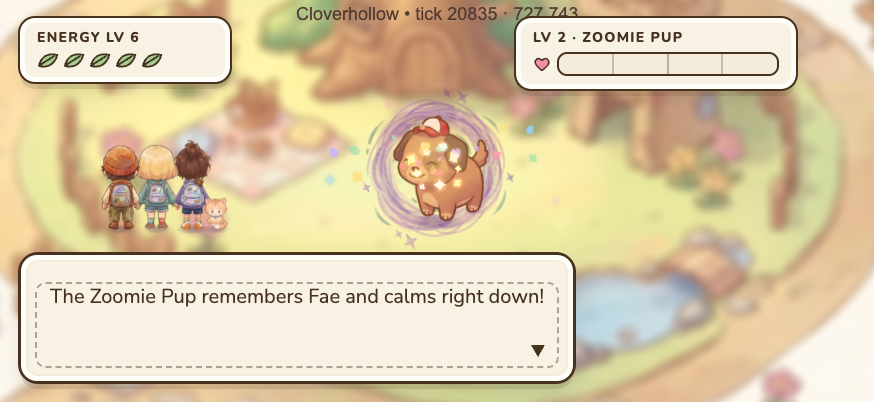 Cloverhollow • tick 20835 · 727,743
ENERGY LV 6
LV 2 · ZOOMIE PUP
The Zoomie Pup remembers Fae and calms right down!